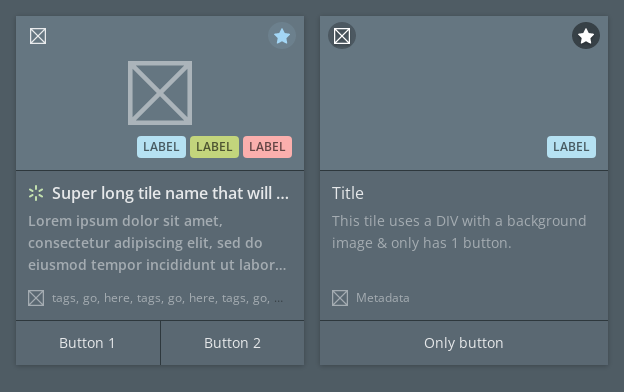 LABEL LABEL LABEL
Super long tile name that will ...
Lorem ipsum dolor sit amet,
consectetur adipiscing elit, sed do
eiusmod tempor incididunt ut labor...
tags, go, here, tags, go, here, tags, go, ...
Button 1 Button 2
LABEL
Title
This tile uses a DIV with a background
image & only has 1 button.
Metadata
Only button